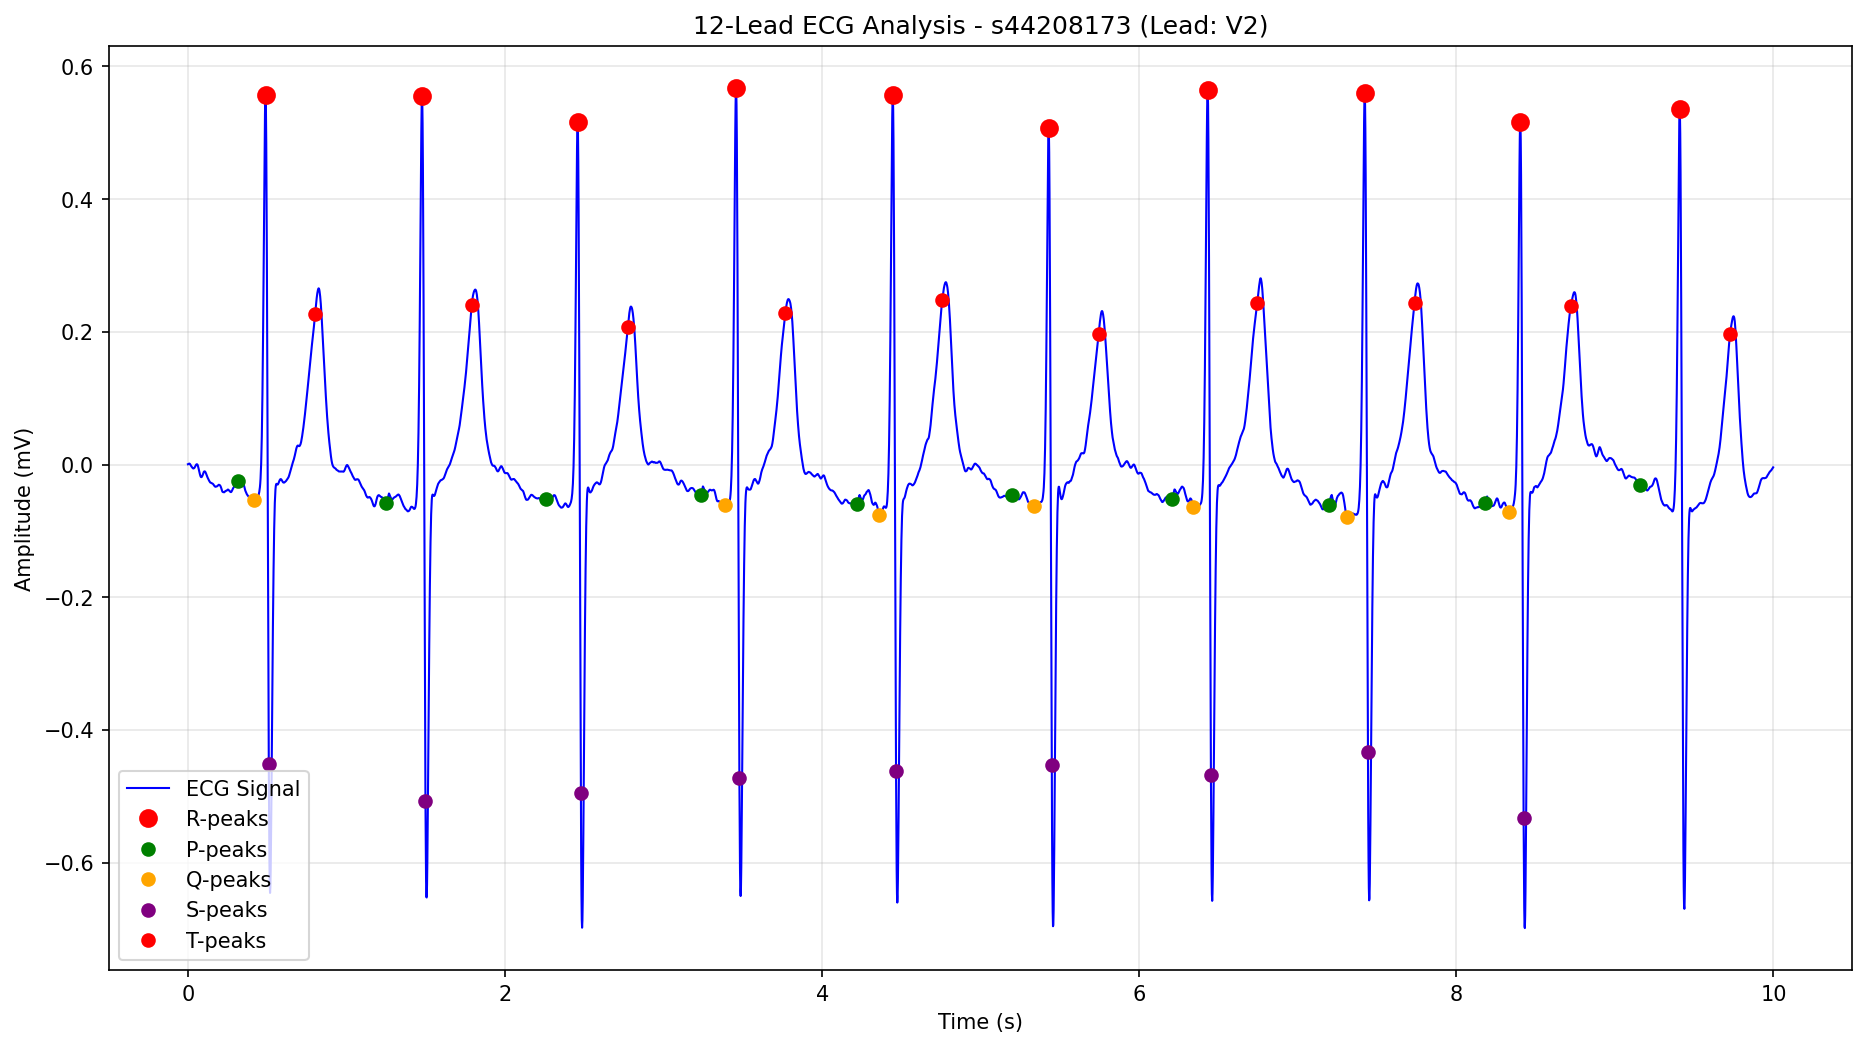 12-Lead ECG Analysis - s44208173 (Lead: V2)
Amplitude (mV)
0.6
0.4
0.2
0.0
−0.2
−0.4
−0.6
ECG Signal
R-peaks
P-peaks
Q-peaks
S-peaks
T-peaks
0 2 4 6 8 10
Time (s)